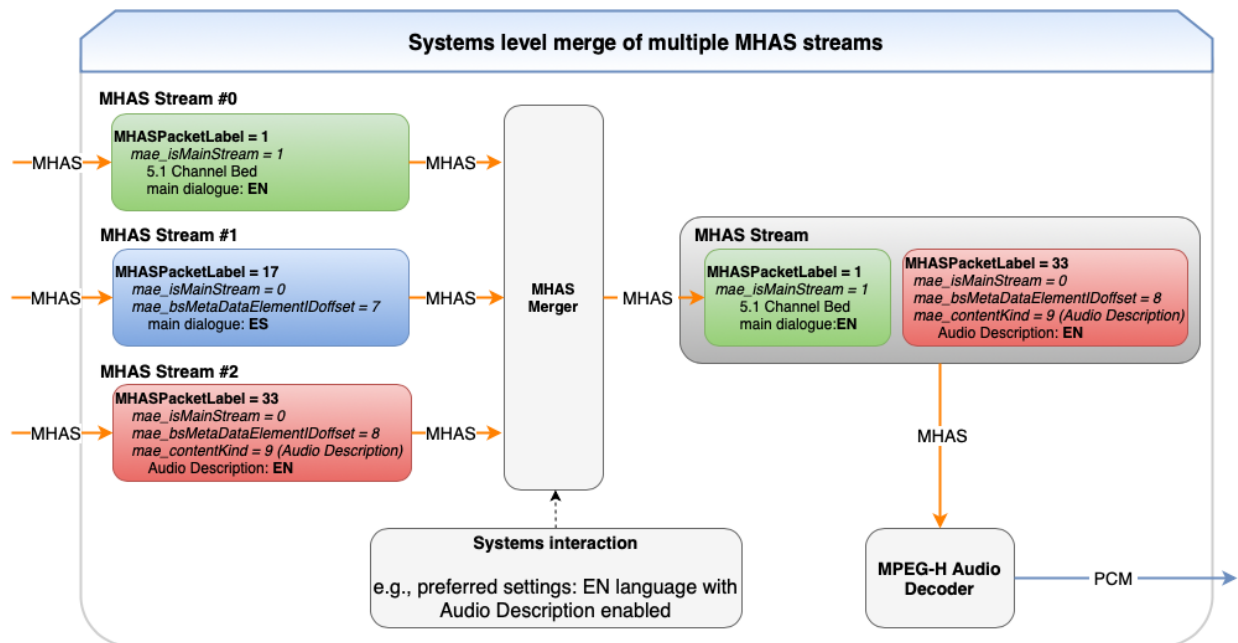 Systems level merge of multiple MHAS streams
MHAS Stream #0
MHASPacketLabel = 1
mae_isMainStream = 1
5.1 Channel Bed
main dialogue: EN
MHAS
MHAS
MHAS Stream #1
MHASPacketLabel = 17
mae_isMainStream = 0
mae_bsMetaDataElementIDoffset = 7
main dialogue: ES
MHAS
MHAS
MHAS Stream #2
MHASPacketLabel = 33
mae_isMainStream = 0
mae_bsMetaDataElementIDoffset = 8
mae_contentKind = 9 (Audio Description)
Audio Description: EN
MHAS
MHAS
MHAS
Merger
MHAS
Systems interaction
e.g., preferred settings: EN language with
Audio Description enabled
MHAS Stream
MHASPacketLabel = 1
mae_isMainStream = 1
5.1 Channel Bed
main dialogue:EN
MHASPacketLabel = 33
mae_isMainStream = 0
mae_bsMetaDataElementIDoffset = 8
mae_contentKind = 9 (Audio Description)
Audio Description: EN
MHAS
MPEG-H Audio
Decoder
PCM